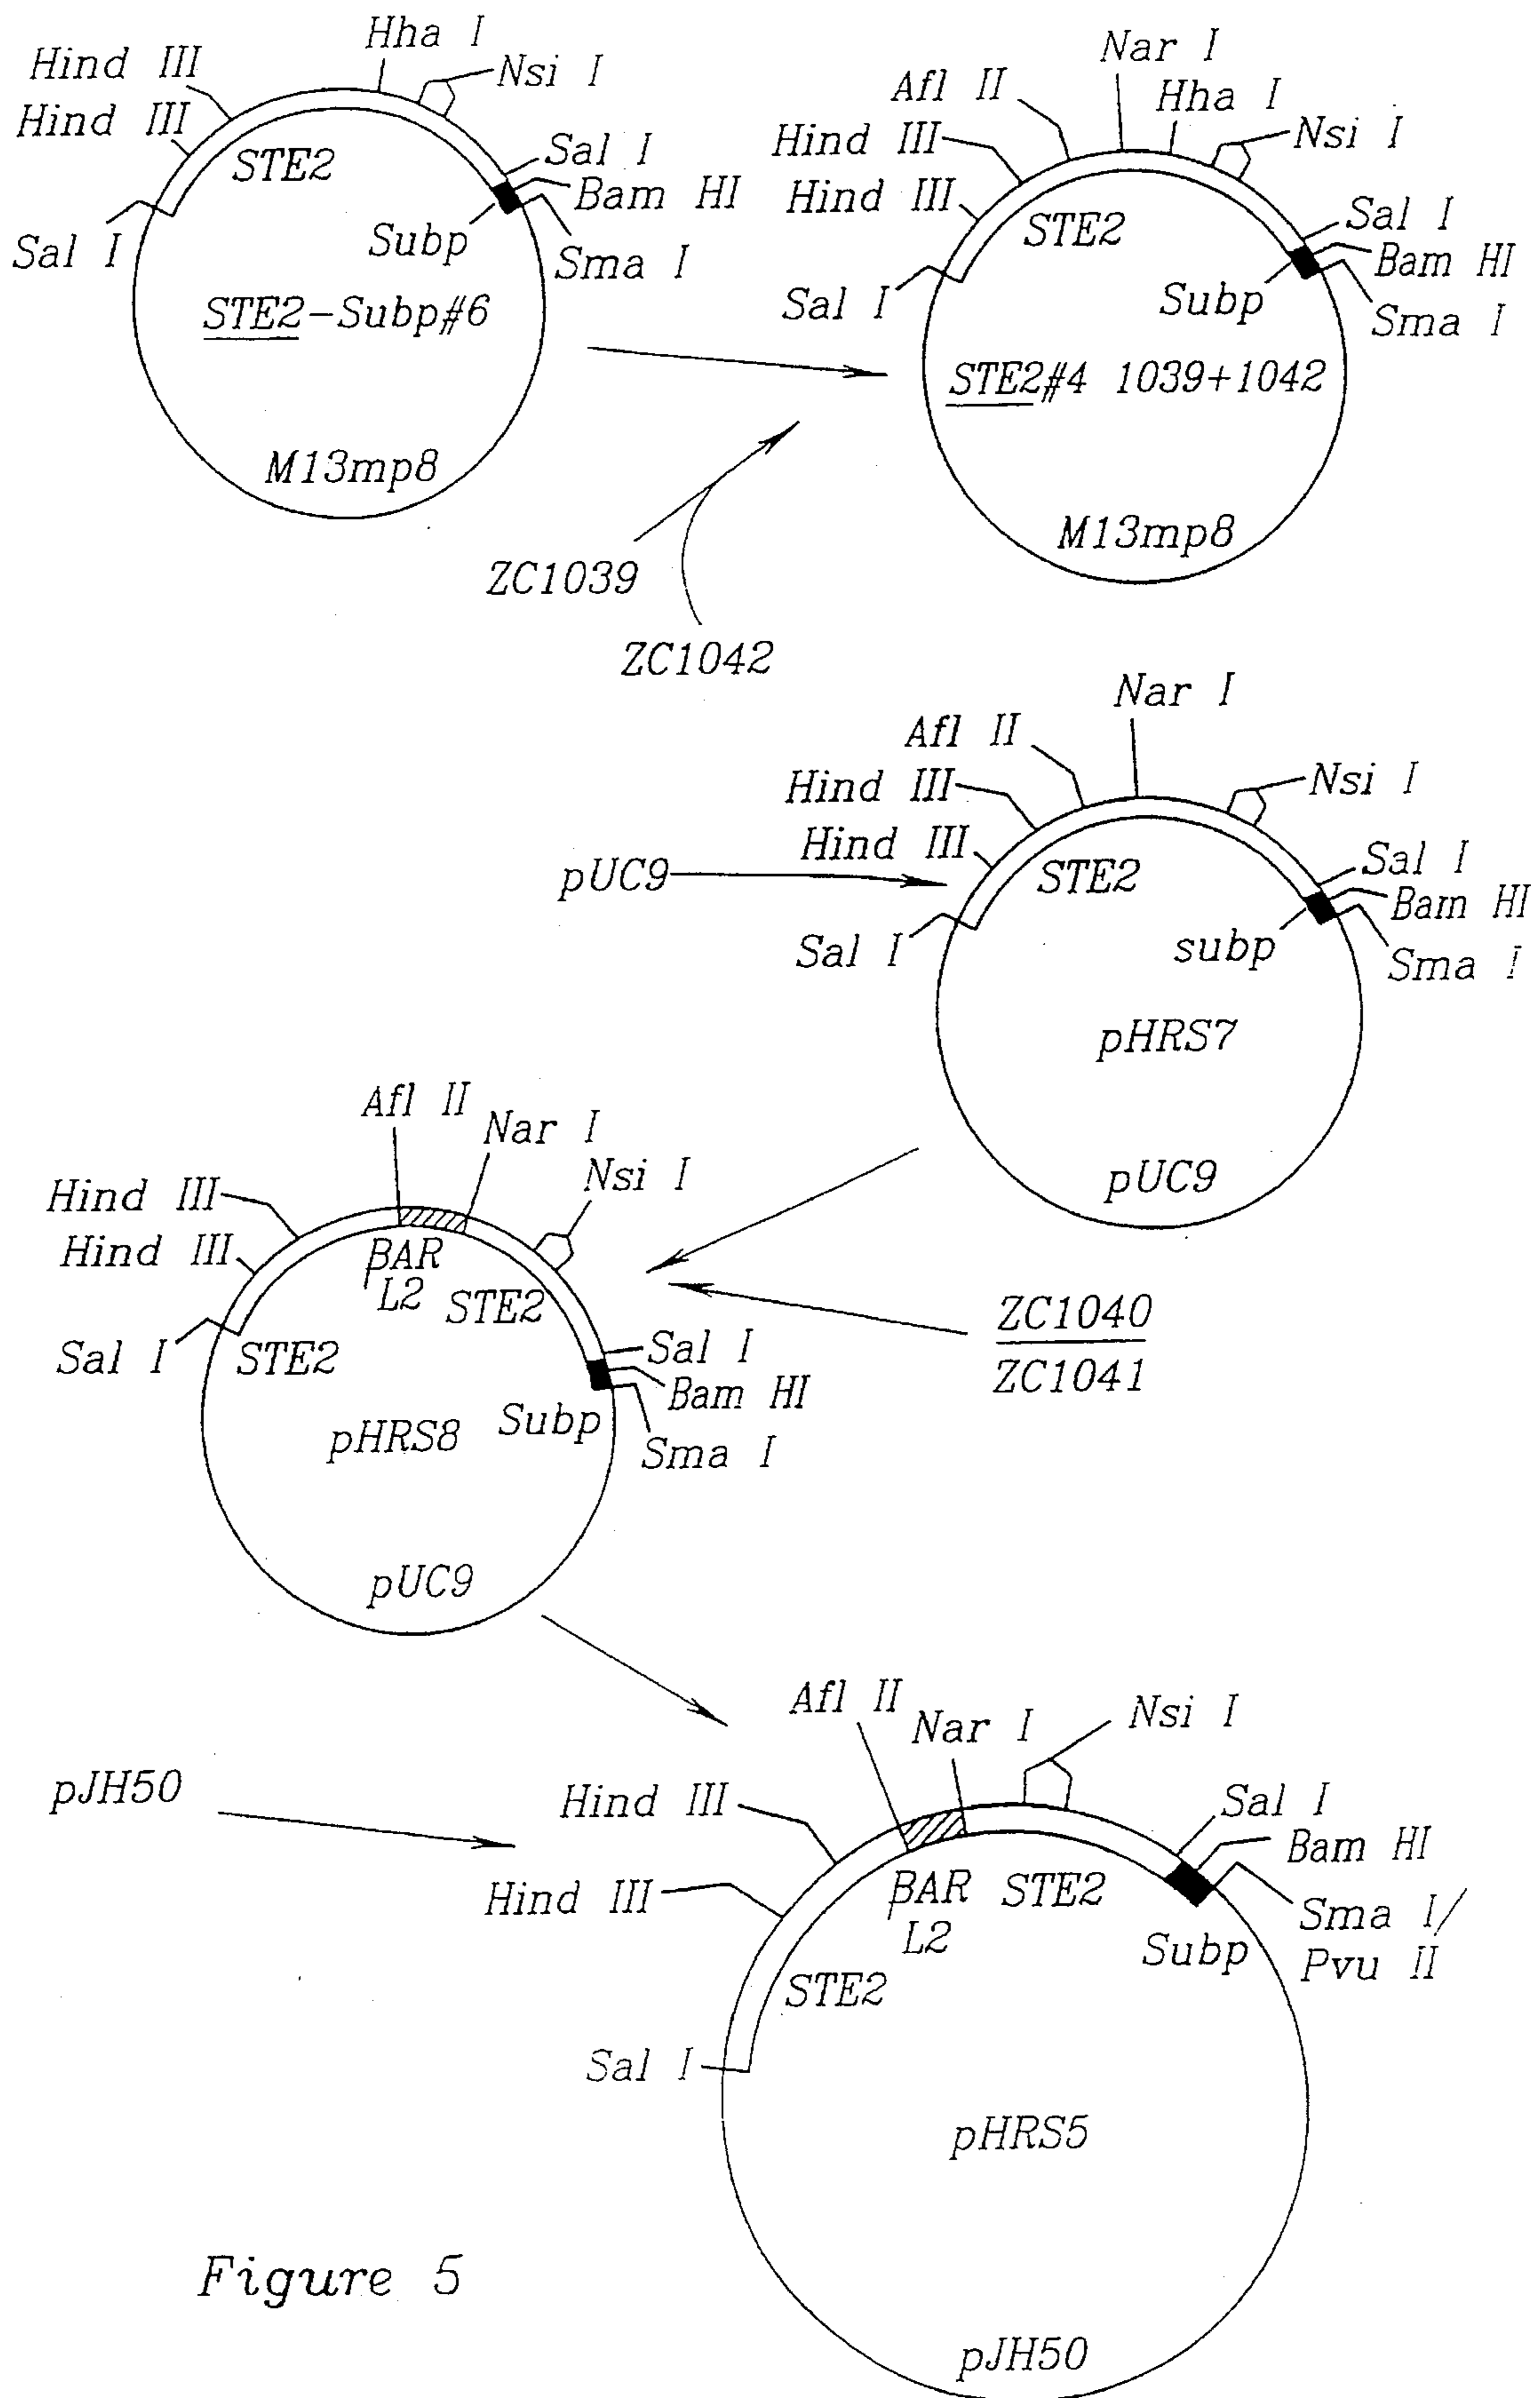 Hind III
Hind III
Hha I
Nsi I
Sal I
Bam HI
Sma I
Subp
STE2
Sal I
STE2-Subp#6
M13mp8
Nar I
Afl II
Hha I
Hind III
Nsi I
Hind III
Sal I
Bam HI
Sma I
Subp
STE2
Sal I
STE2#4 1039+1042
M13mp8
ZC1039
ZC1042
Nar I
Afl II
Hind III
Nsi I
Hind III
Sal I
Bam HI
Sma I
subp
STE2
Sal I
pUC9
pHRS7
pUC9
Afl II
Nar I
Nsi I
Hind III
Hind III
BAR
L2
STE2
Sal I
STE2
Sal I
Bam HI
Subp
Sma I
pHRS8
pUC9
ZC1040
ZC1041
pJH50
Afl II
Nar I
Nsi I
Hind III
Hind III
Sal I
Bam HI
Sma I/
Pvu II
BAR
L2
STE2
Subp
STE2
Sal I
pHRS5
pJH50
Figure 5